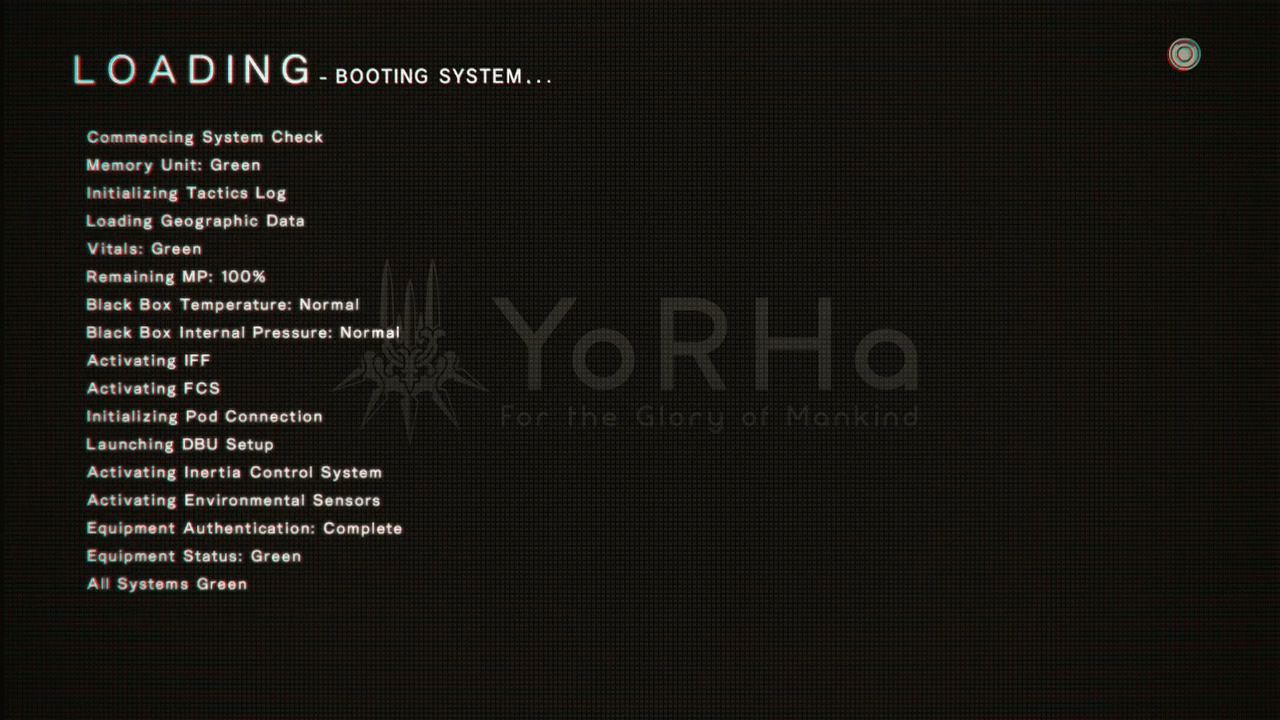 LOADING - BOOTING SYSTEM...
Commencing System Check
Memory Unit: Green
Initializing Tactics Log
Loading Geographic Data
Vitals: Green
Remaining MP: 100%
Black Box Temperature: Normal
Black Box Internal Pressure: Normal
Activating IFF
Activating FCS
Initializing Pod Connection
Launching DBU Setup
Activating Inertia Control System
Activating Environmental Sensors
Equipment Authentication: Complete
Equipment Status: Green
All Systems Green
YoRHa
For the Glory of Mankind